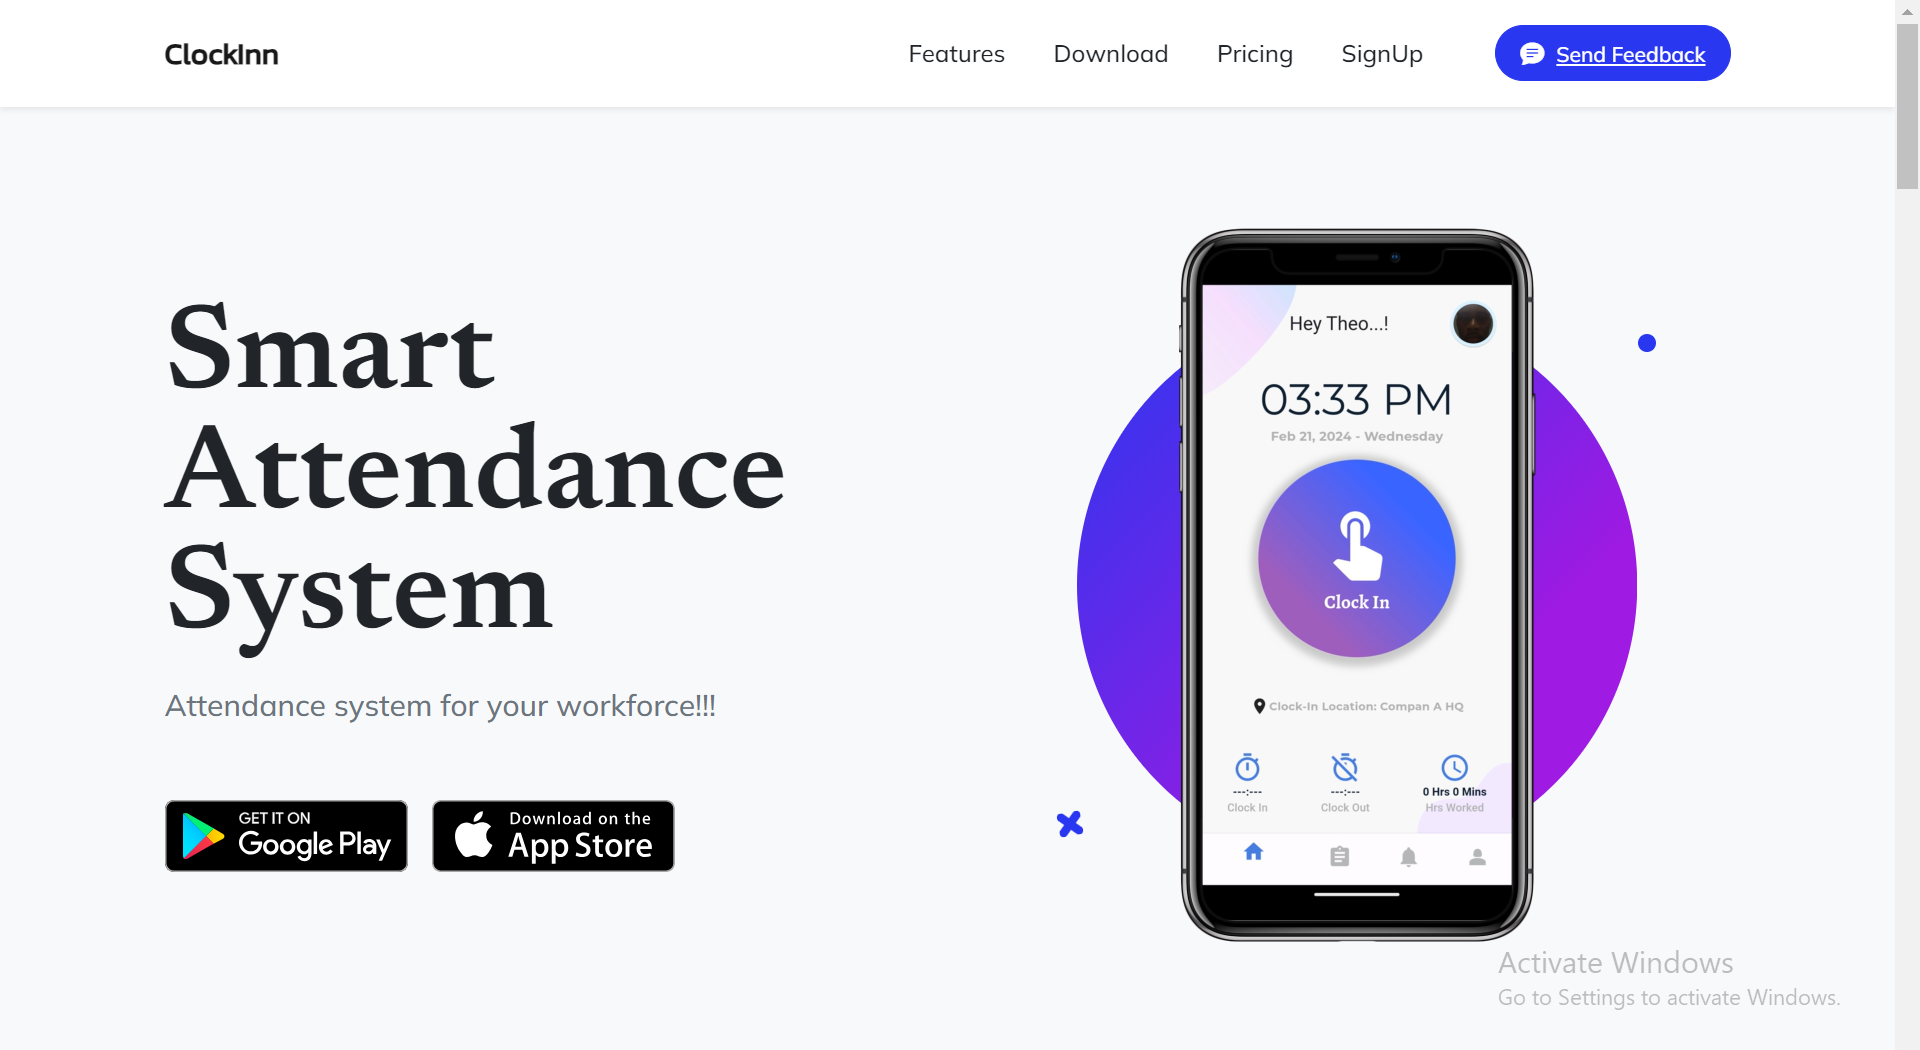 ClockInn
Features
Download
Pricing
SignUp
Send Feedback
Smart
Attendance
System
Attendance system for your workforce!!!
GET IT ON
Google Play
Download on the
App Store
Hey Theo...!
03:33 PM
Feb 21, 2024 - Wednesday
Clock In
Clock-In Location: Compan A HQ
---:---
---:---
0 Hrs 0 Mins
Clock In
Clock Out
Hrs Worked
Activate Windows
Go to Settings to activate Windows.